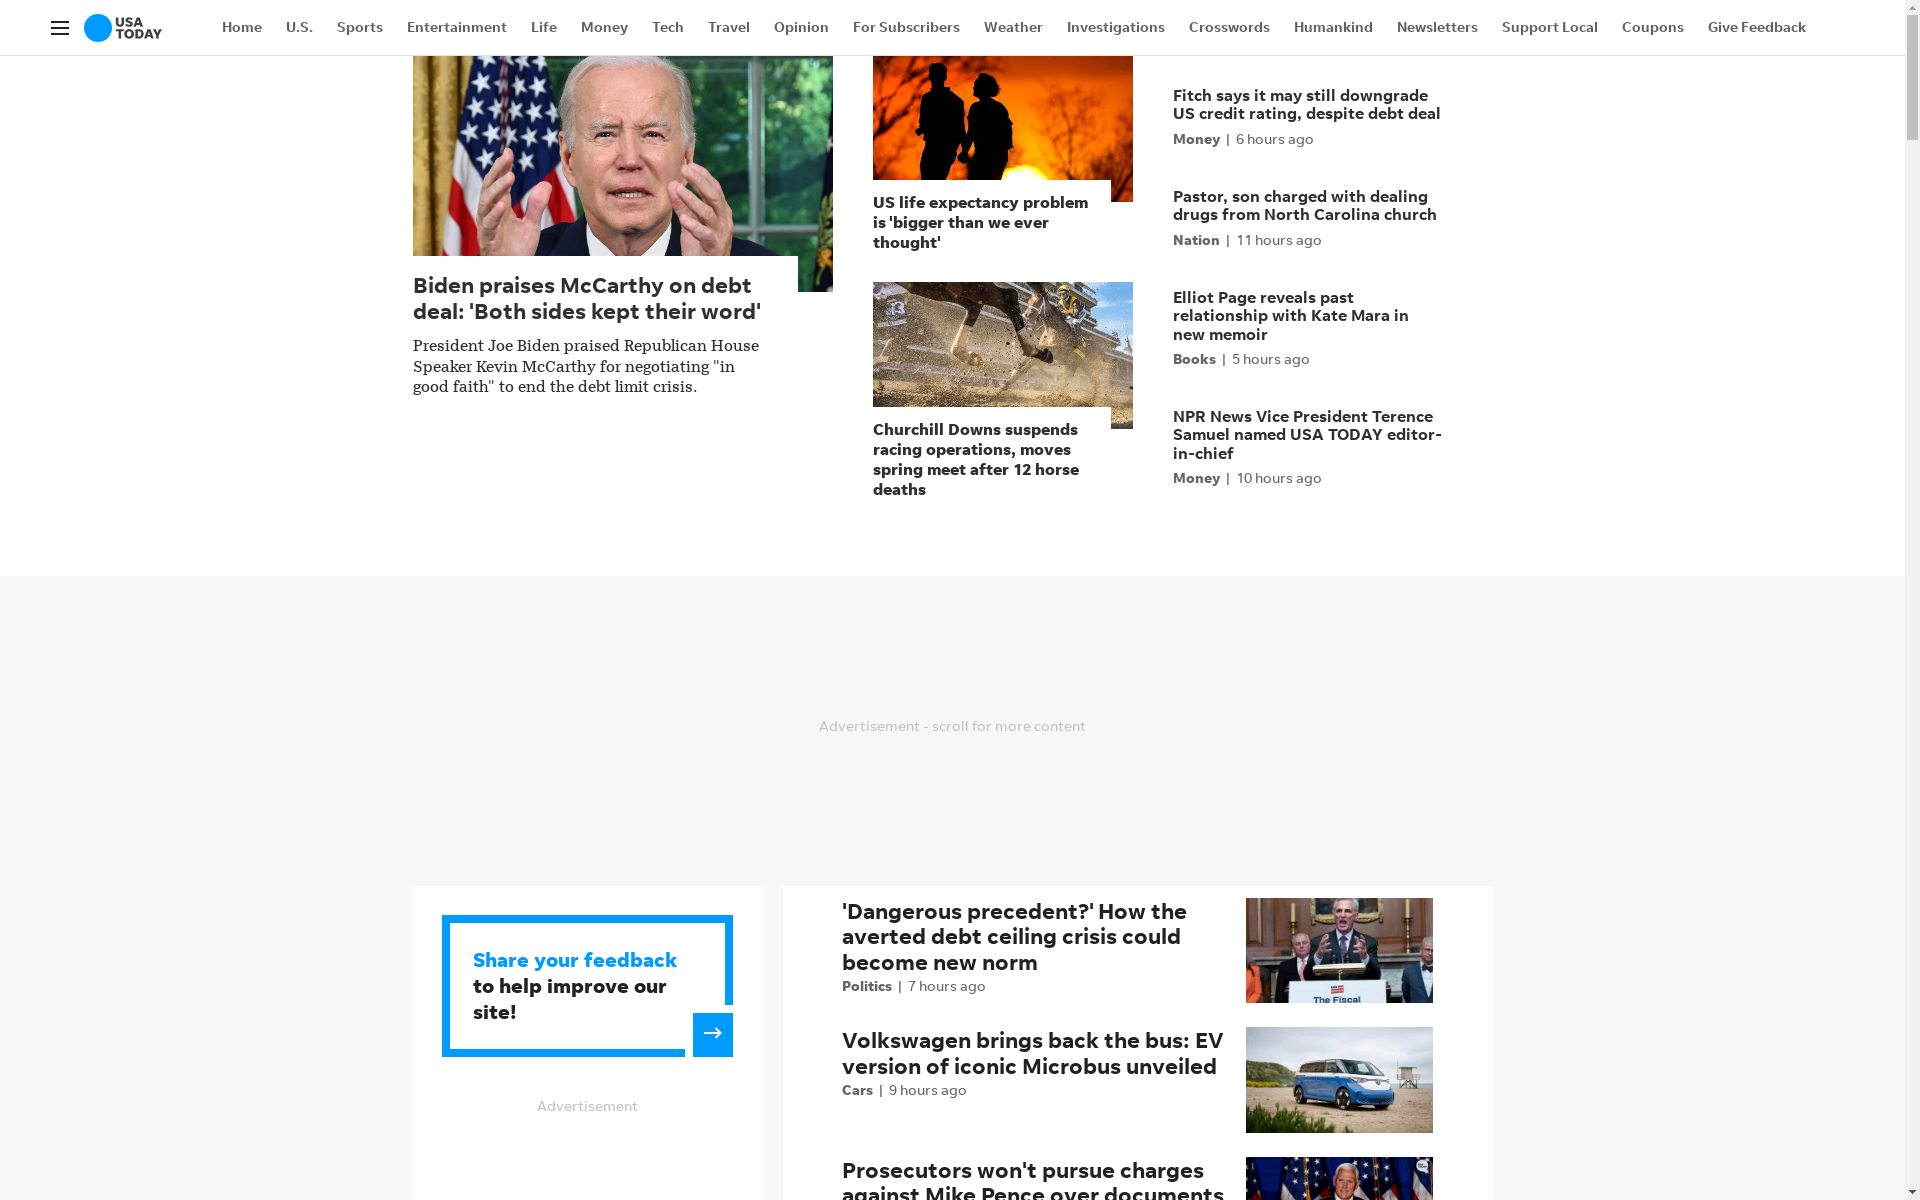 USA
TODAY
Home
U.S.
Sports
Entertainment
Life
Money
Tech
Travel
Opinion
For Subscribers
Weather
Investigations
Crosswords
Humankind
Newsletters
Support Local
Coupons
Give Feedback
Biden praises McCarthy on debt
deal: 'Both sides kept their word'
President Joe Biden praised Republican House
Speaker Kevin McCarthy for negotiating "in
good faith" to end the debt limit crisis.
US life expectancy problem
is 'bigger than we ever
thought'
13
Churchill Downs suspends
racing operations, moves
spring meet after 12 horse
deaths
Fitch says it may still downgrade
US credit rating, despite debt deal
Money | 6 hours ago
Pastor, son charged with dealing
drugs from North Carolina church
Nation | 11 hours ago
Elliot Page reveals past
relationship with Kate Mara in
new memoir
Books | 5 hours ago
NPR News Vice President Terence
Samuel named USA TODAY editor-
in-chief
Money | 10 hours ago
Advertisement - scroll for more content
Share your feedback
to help improve our
site!
Advertisement
'Dangerous precedent?' How the
averted debt ceiling crisis could
become new norm
Politics | 7 hours ago
The Fiscal
Volkswagen brings back the bus: EV
version of iconic Microbus unveiled
Cars | 9 hours ago
Prosecutors won't pursue charges
against Mike Pence over documents